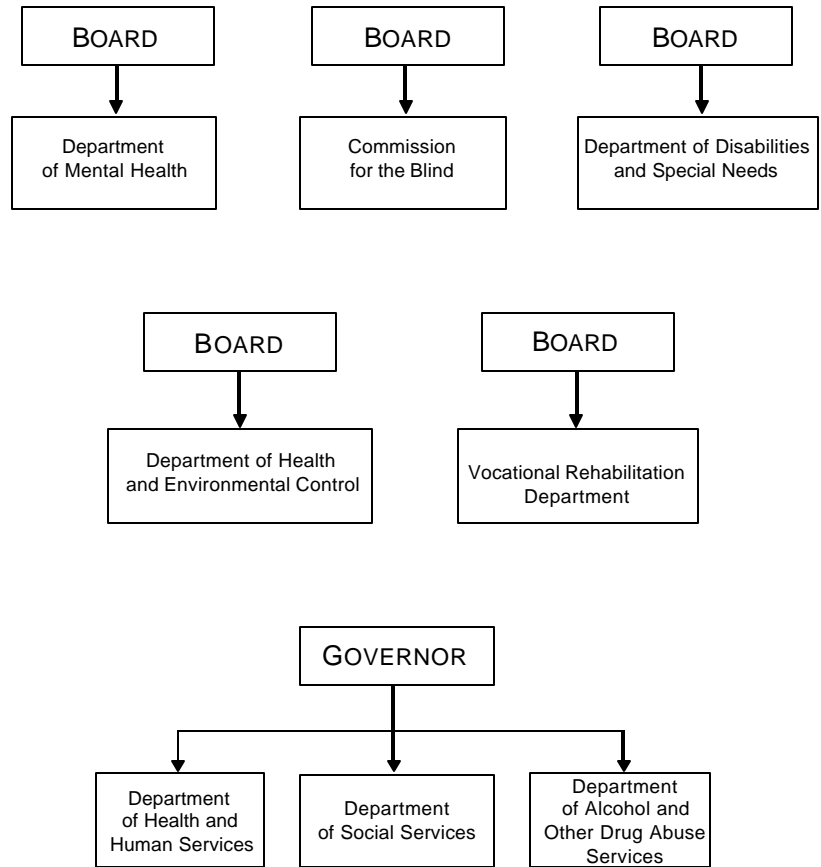 BOARD
Department
of Mental Health
BOARD
Commission
for the Blind
BOARD
Department of Disabilities
and Special Needs
BOARD
Department of Health
and Environmental Control
BOARD
Vocational Rehabilitation
Department
GOVERNOR
Department
of Health and
Human Services
Department
of Social Services
Department
of Alcohol and
Other Drug Abuse
Services